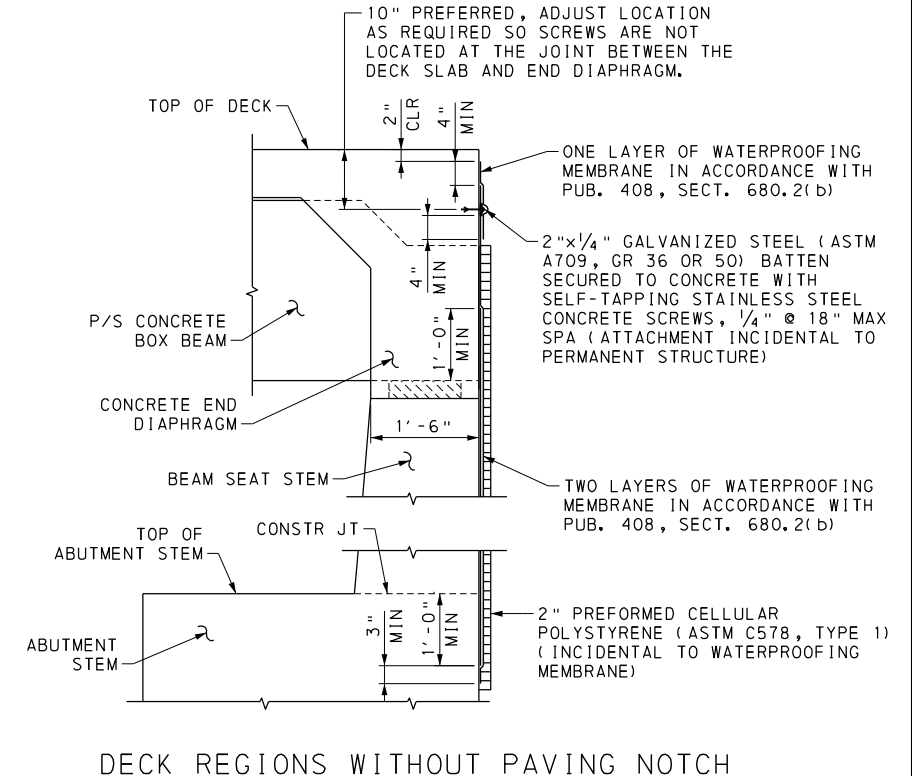 10" PREFERRED, ADJUST LOCATION
AS REQUIRED SO SCREWS ARE NOT
LOCATED AT THE JOINT BETWEEN THE
DECK SLAB AND END DIAPHRAGM.
TOP OF DECK
2"
CLR
4"
MIN
ONE LAYER OF WATERPROOFING
MEMBRANE IN ACCORDANCE WITH
PUB. 408, SECT. 680.2(b)
2"x1/4" GALVANIZED STEEL (ASTM
A709, GR 36 OR 50) BATTEN
SECURED TO CONCRETE WITH
SELF-TAPPING STAINLESS STEEL
CONCRETE SCREWS, 1/4" @ 18" MAX
SPA (ATTACHMENT INCIDENTAL TO
PERMANENT STRUCTURE)
4"
MIN
P/S CONCRETE
BOX BEAM
1'-0"
MIN
CONCRETE END
DIAPHRAGM
1'-6"
BEAM SEAT STEM
TWO LAYERS OF WATERPROOFING
MEMBRANE IN ACCORDANCE WITH
PUB. 408, SECT. 680.2(b)
TOP OF
ABUTMENT STEM
CONSTR JT
3"
MIN
1'-0"
MIN
2" PREFORMED CELLULAR
POLYSTYRENE (ASTM C578, TYPE 1)
(INCIDENTAL TO WATERPROOFING
MEMBRANE)
ABUTMENT
STEM
DECK REGIONS WITHOUT PAVING NOTCH